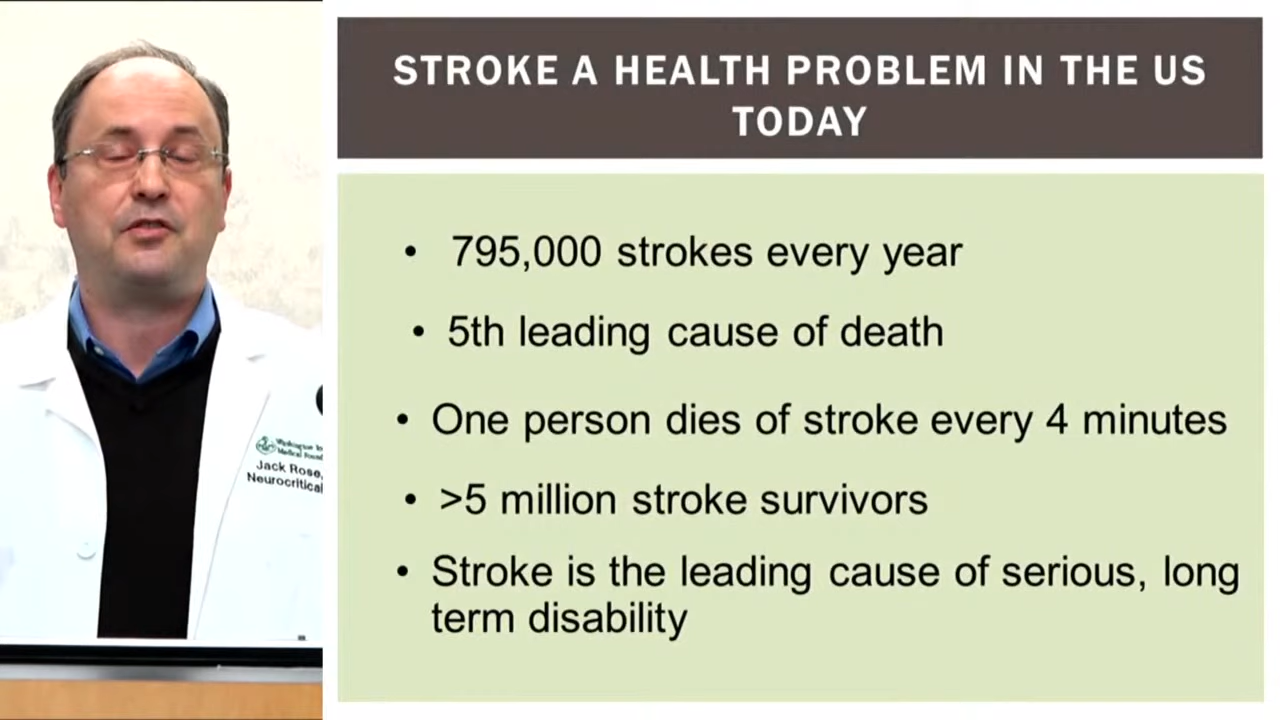 STROKE A HEALTH PROBLEM IN THE US
TODAY
• 795,000 strokes every year
• 5th leading cause of death
• One person dies of stroke every 4 minutes
• >5 million stroke survivors
• Stroke is the leading cause of serious, long
term disability
Washington
Medical
Jack Rose,
Neurocritical